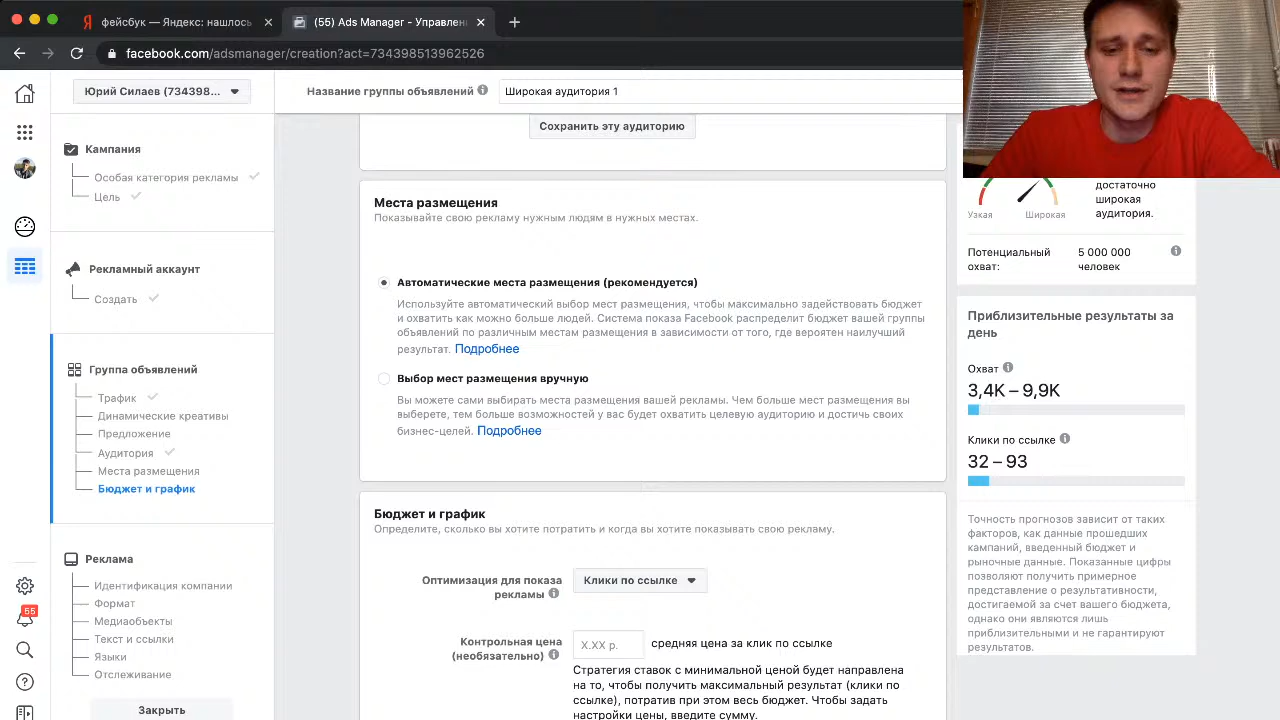 фейсбук — Яндекс: нашлось
(55) Ads Manager - Управлен
facebook.com/adsmanager/creation?act=734398513962526
Юрий Силаев (734398...
Название группы объявлений
Широкая аудитория 1
Сохранить эту аудиторию
Кампания
Особая категория рекламы
Цель
Рекламный аккаунт
Создать
Группа объявлений
Трафик
Динамические креативы
Предложение
Аудитория
Места размещения
Бюджет и график
Реклама
Идентификация компании
Формат
Медиаобъекты
Текст и ссылки
Языки
Отслеживание
Закрыть
55
Места размещения
Показывайте свою рекламу нужным людям в нужных местах.
Автоматические места размещения (рекомендуется)
Используйте автоматический выбор мест размещения, чтобы максимально задействовать бюджет
и охватить как можно больше людей. Система показа Facebook распределит бюджет вашей группы
объявлений по различным местам размещения в зависимости от того, где вероятен наилучший
результат. Подробнее
Выбор мест размещения вручную
Вы можете сами выбирать места размещения вашей рекламы. Чем больше мест размещения вы
выберете, тем больше возможностей у вас будет охватить целевую аудиторию и достичь своих
бизнес-целей. Подробнее
Бюджет и график
Определите, сколько вы хотите потратить и когда вы хотите показывать свою рекламу.
Оптимизация для показа
рекламы
Клики по ссылке
Контрольная цена
(необязательно)
X.XX р.
средняя цена за клик по ссылке
Стратегия ставок с минимальной ценой будет направлена
на то, чтобы получить максимальный результат (клики по
ссылке), потратив при этом весь бюджет. Чтобы задать
настройки цены, введите сумму.
Узкая
Широкая
достаточно
широкая
аудитория.
Потенциальный
охват:
5 000 000
человек
Приблизительные результаты за
день
Охват
3,4K – 9,9K
Клики по ссылке
32 – 93
Точность прогнозов зависит от таких
факторов, как данные прошедших
кампаний, введенный бюджет и
рыночные данные. Показанные цифры
позволяют получить примерное
представление о результативности,
достигаемой за счет вашего бюджета,
однако они являются лишь
приблизительными и не гарантируют
результатов.